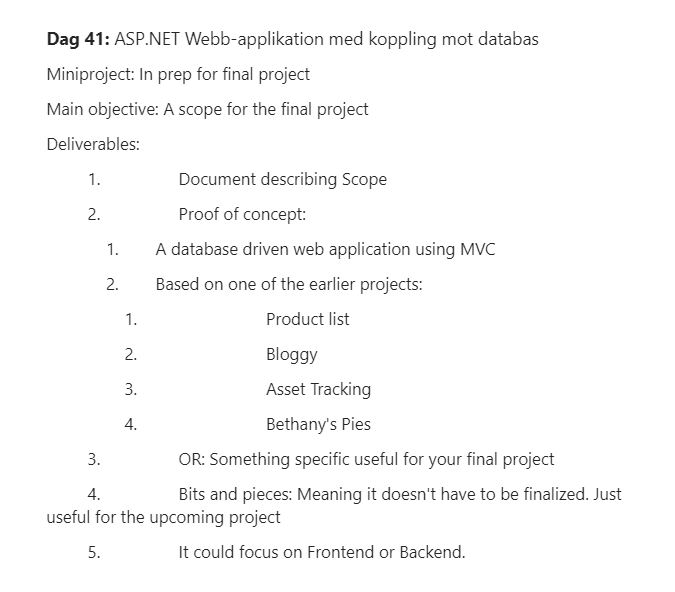 Dag 41: ASP.NET Webb-applikation med koppling mot databas
Miniproject: In prep for final project
Main objective: A scope for the final project
Deliverables:
1. Document describing Scope
2. Proof of concept:
1. A database driven web application using MVC
2. Based on one of the earlier projects:
1. Product list
2. Bloggy
3. Asset Tracking
4. Bethany's Pies
3. OR: Something specific useful for your final project
4. Bits and pieces: Meaning it doesn't have to be finalized. Just
useful for the upcoming project
5. It could focus on Frontend or Backend.